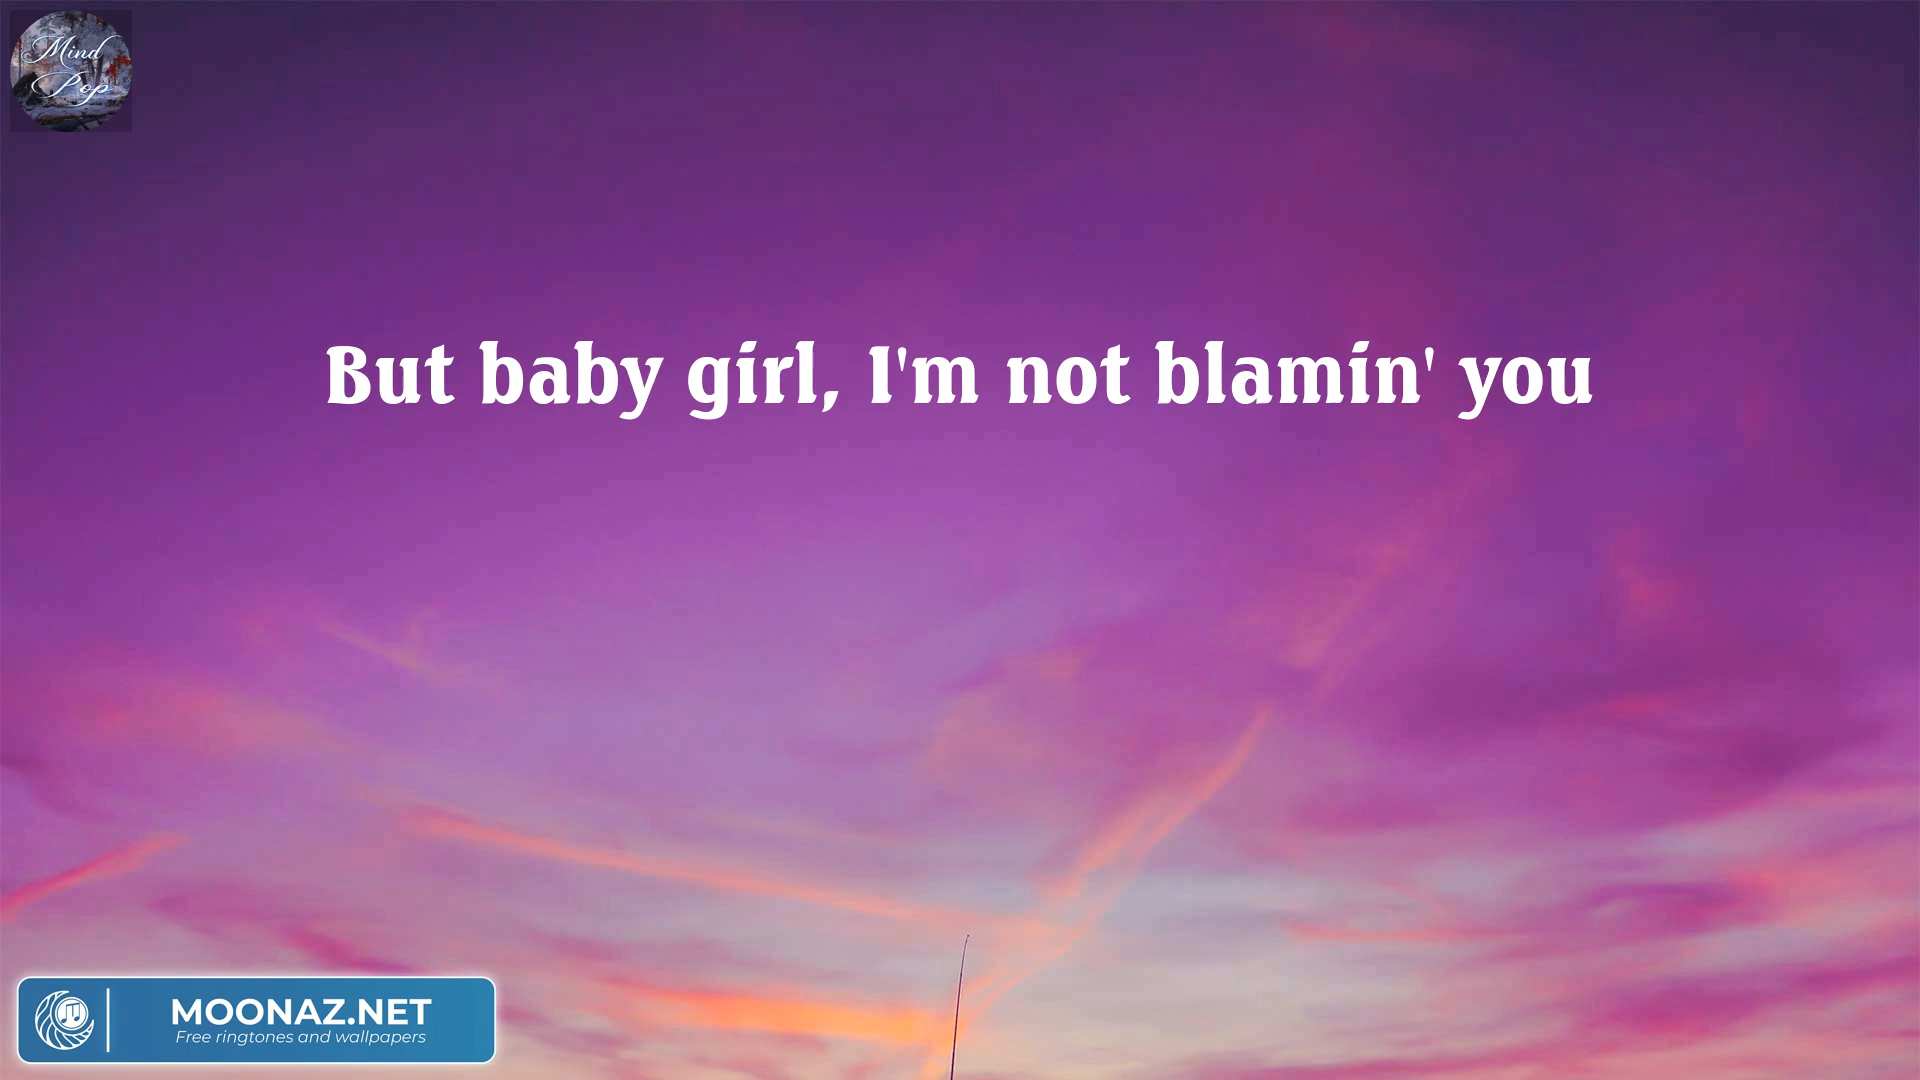 Mind
Pop
But baby girl, I'm not blamin' you
MOONAZ.NET
Free ringtones and wallpapers